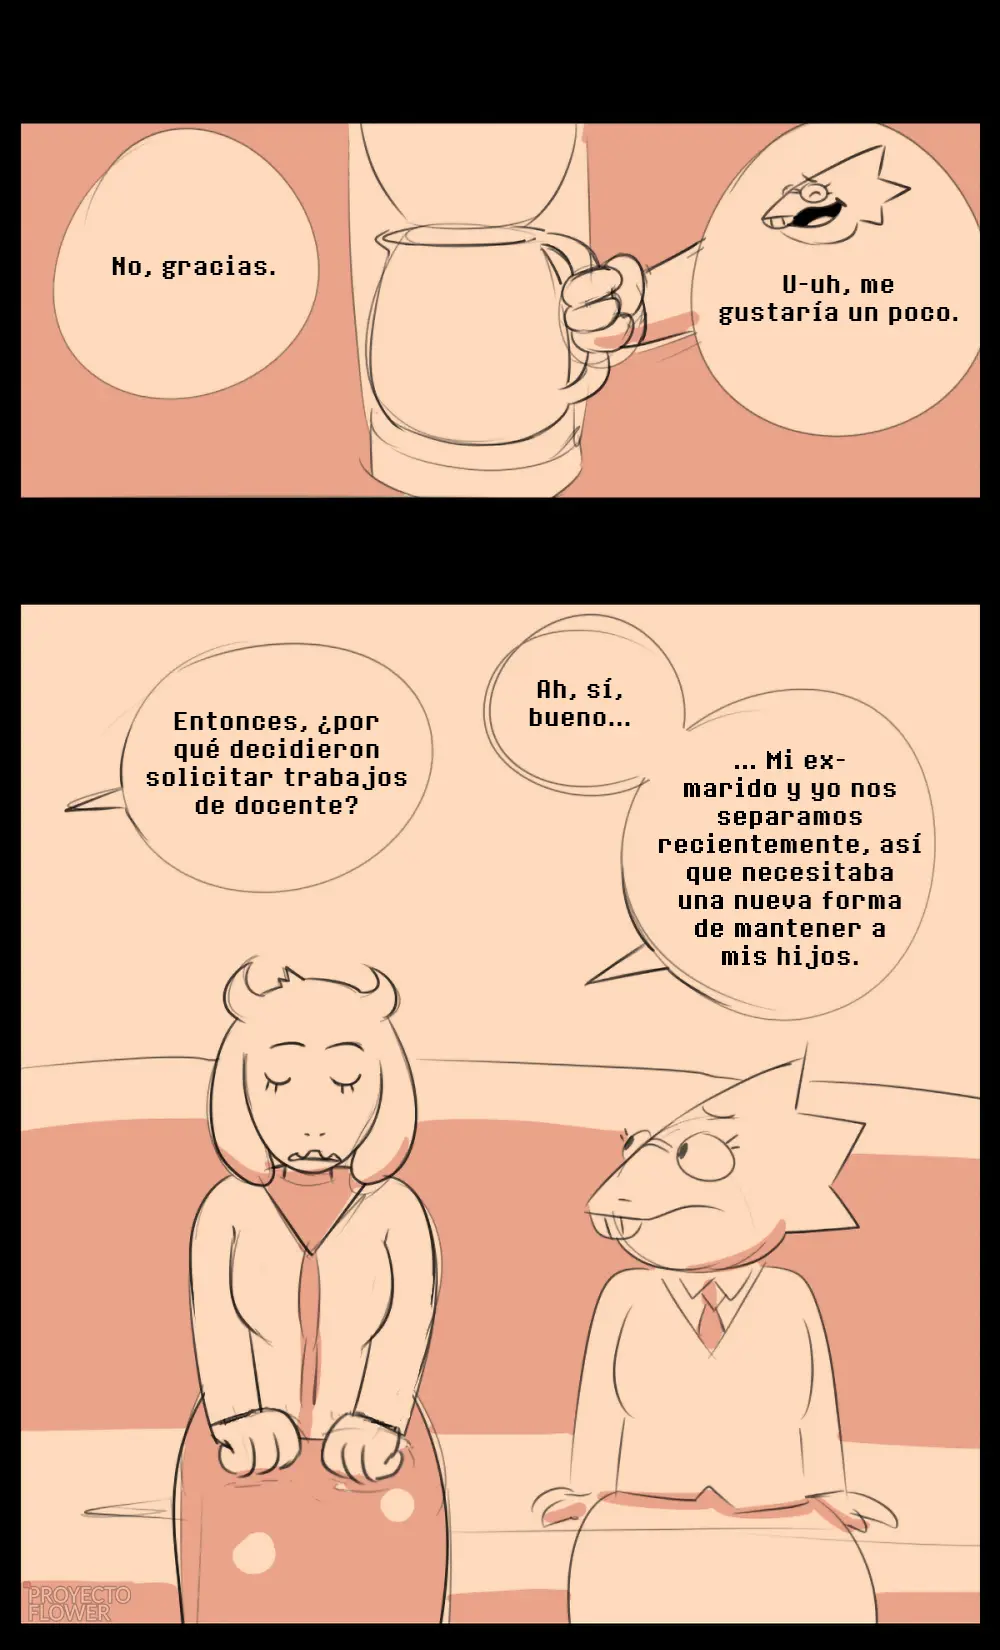 No, gracias.
U-uh, me
gustaría un poco.
Entonces, ¿por
qué decidieron
solicitar trabajos
de docente?
Ah, sí,
bueno...
... Mi ex-
marido y yo nos
separamos
recientemente, así
que necesitaba
una nueva forma
de mantener a
mis hijos.
PROYECTO
FLOWER